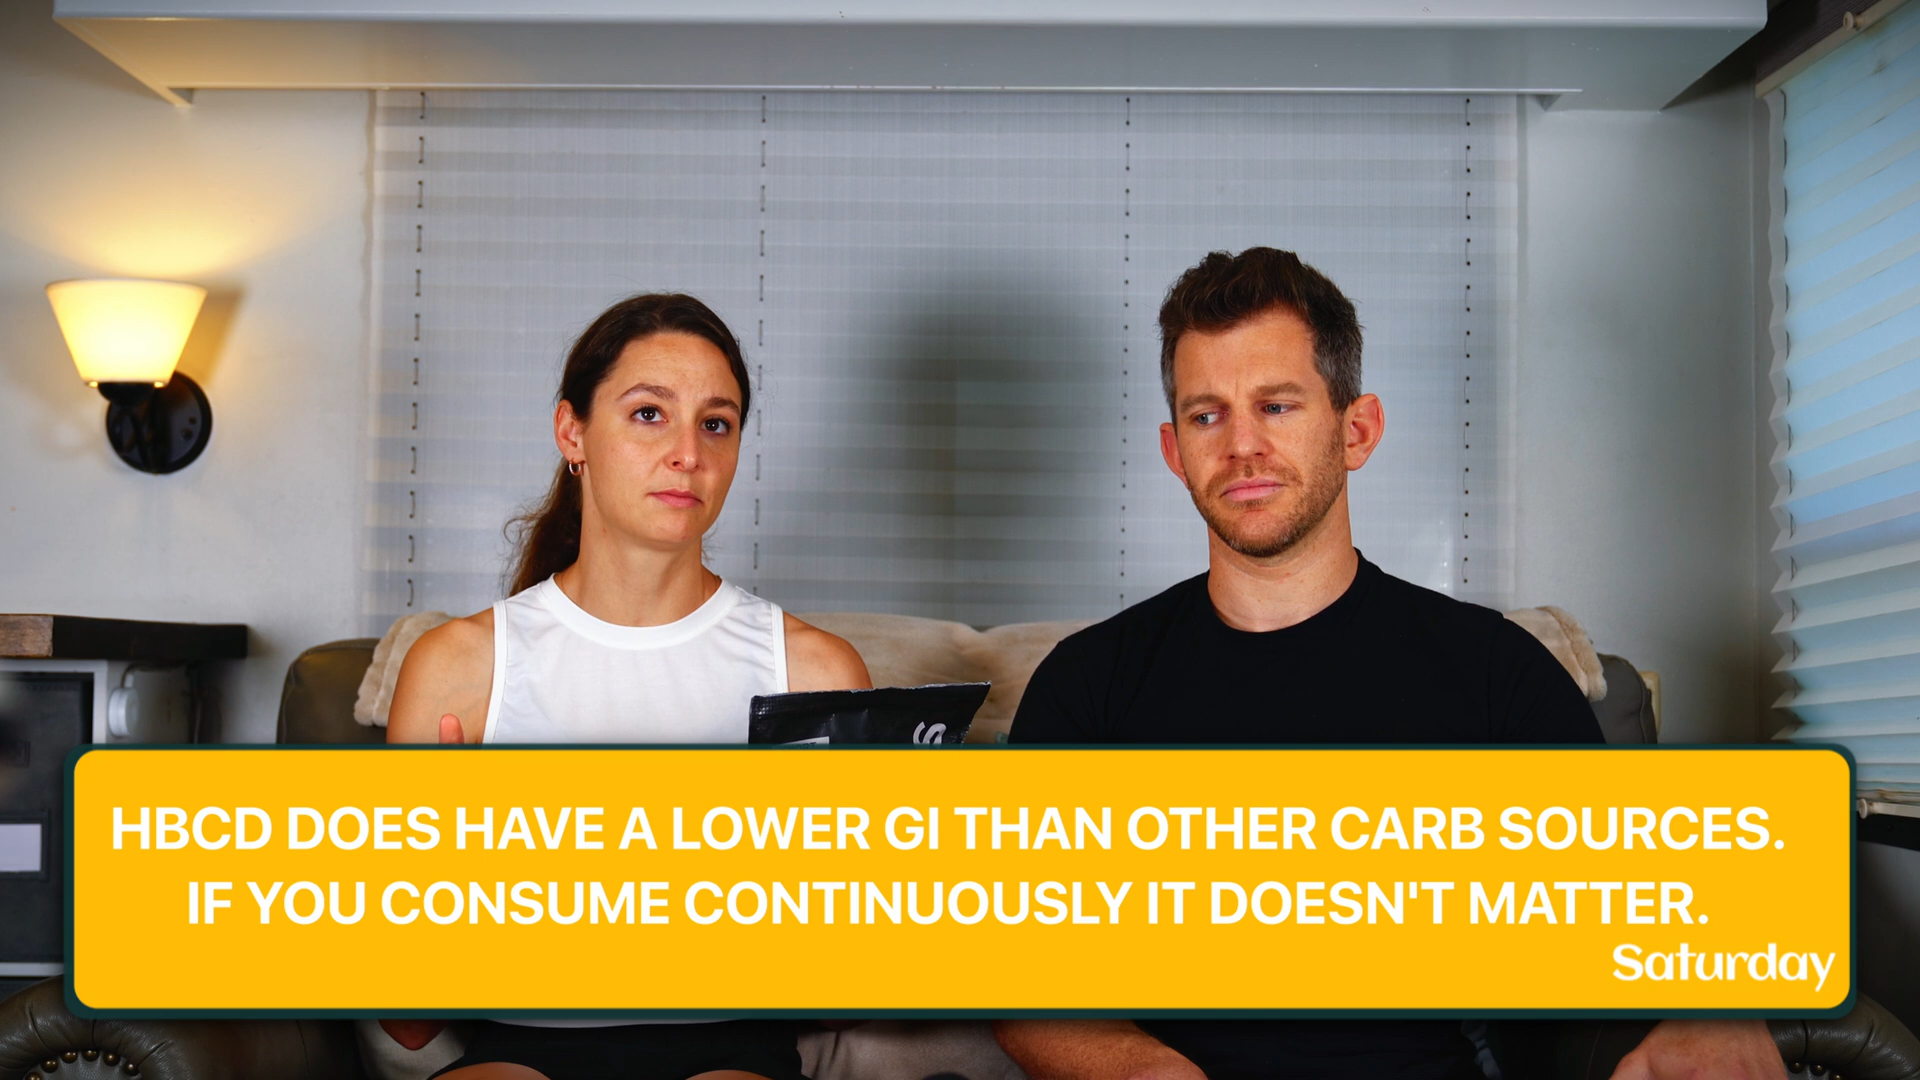 HBCD DOES HAVE A LOWER GI THAN OTHER CARB SOURCES.
IF YOU CONSUME CONTINUOUSLY IT DOESN'T MATTER.
Saturday